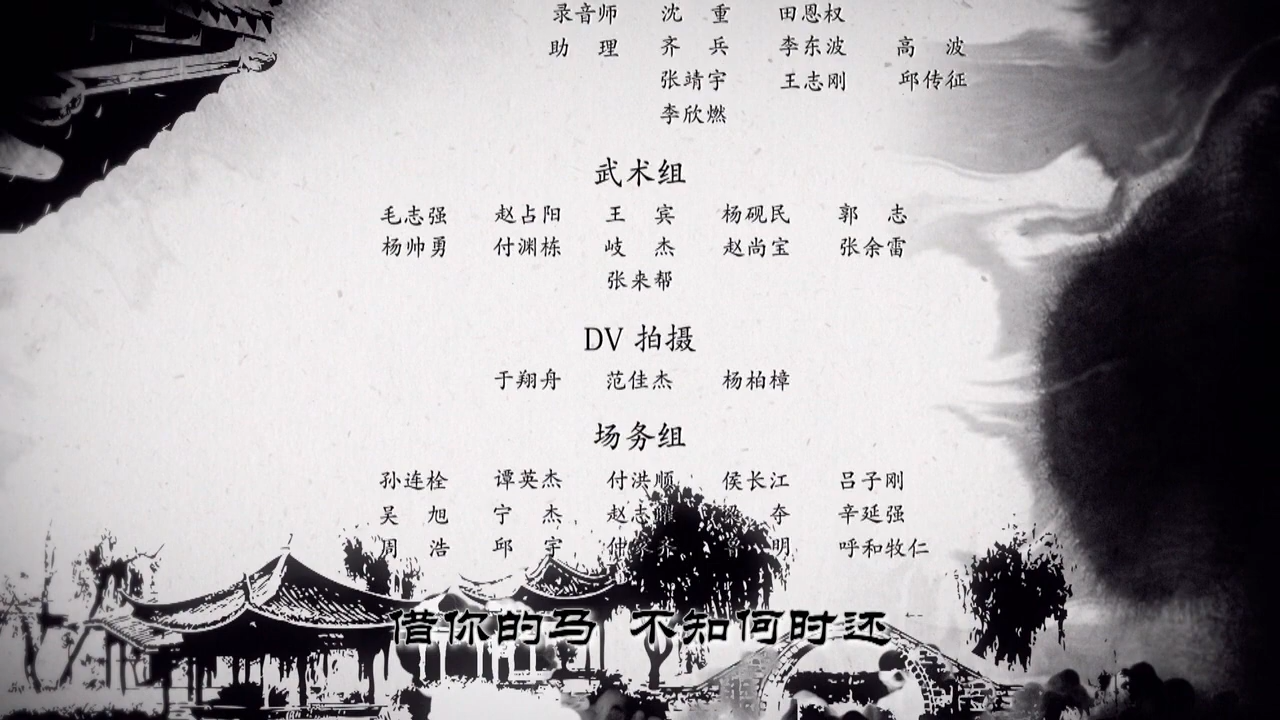 录音师 沈重 田恩权
助理 齐兵 李东波 高波
张靖宇 王志刚 邱传征
李欣燃
武术组
毛志强 赵占阳 王宾 杨砚民 郭志
杨帅勇 付渊栋 岐杰 赵尚宝 张余雷
张来帮
DV 拍摄
于翔舟 范佳杰 杨柏樟
场务组
孙连栓 谭英杰 付洪顺 侯长江 吕子刚
吴旭 宁杰 赵志 夺 辛延强
周浩 邱宇 仲 明 呼和牧仁
借你的马 不知何时还